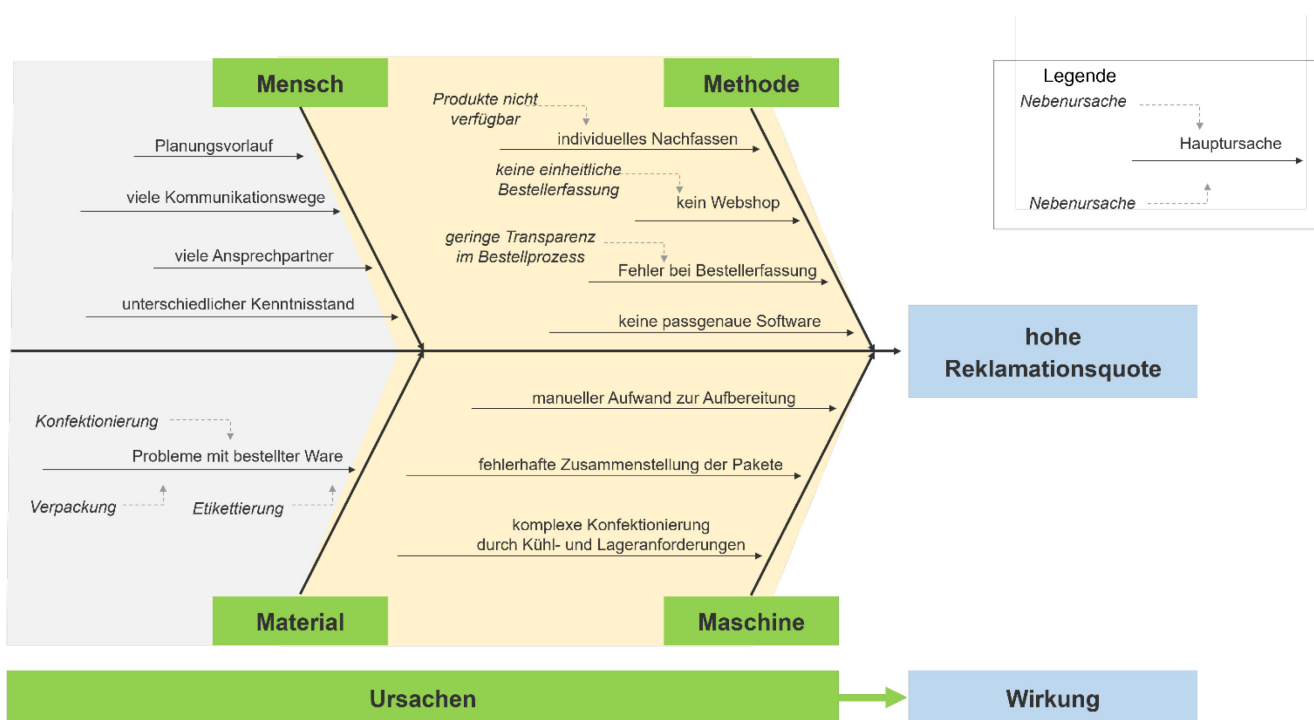 Mensch
Methode
Legende
Nebenursache
Hauptursache
Nebenursache
Planungsvorlauf
viele Kommunikationswege
viele Ansprechpartner
unterschiedlicher Kenntnisstand
Produkte nicht
verfügbar
individuelles Nachfassen
keine einheitliche
Bestellerfassung
kein Webshop
geringe Transparenz
im Bestellprozess
Fehler bei Bestellerfassung
keine passgenaue Software
hohe
Reklamationsquote
Konfektionierung
Probleme mit bestellter Ware
Verpackung
Etikettierung
manueller Aufwand zur Aufbereitung
fehlerhafte Zusammenstellung der Pakete
komplexe Konfektionierung
durch Kühl- und Lageranforderungen
Material
Maschine
Ursachen
Wirkung